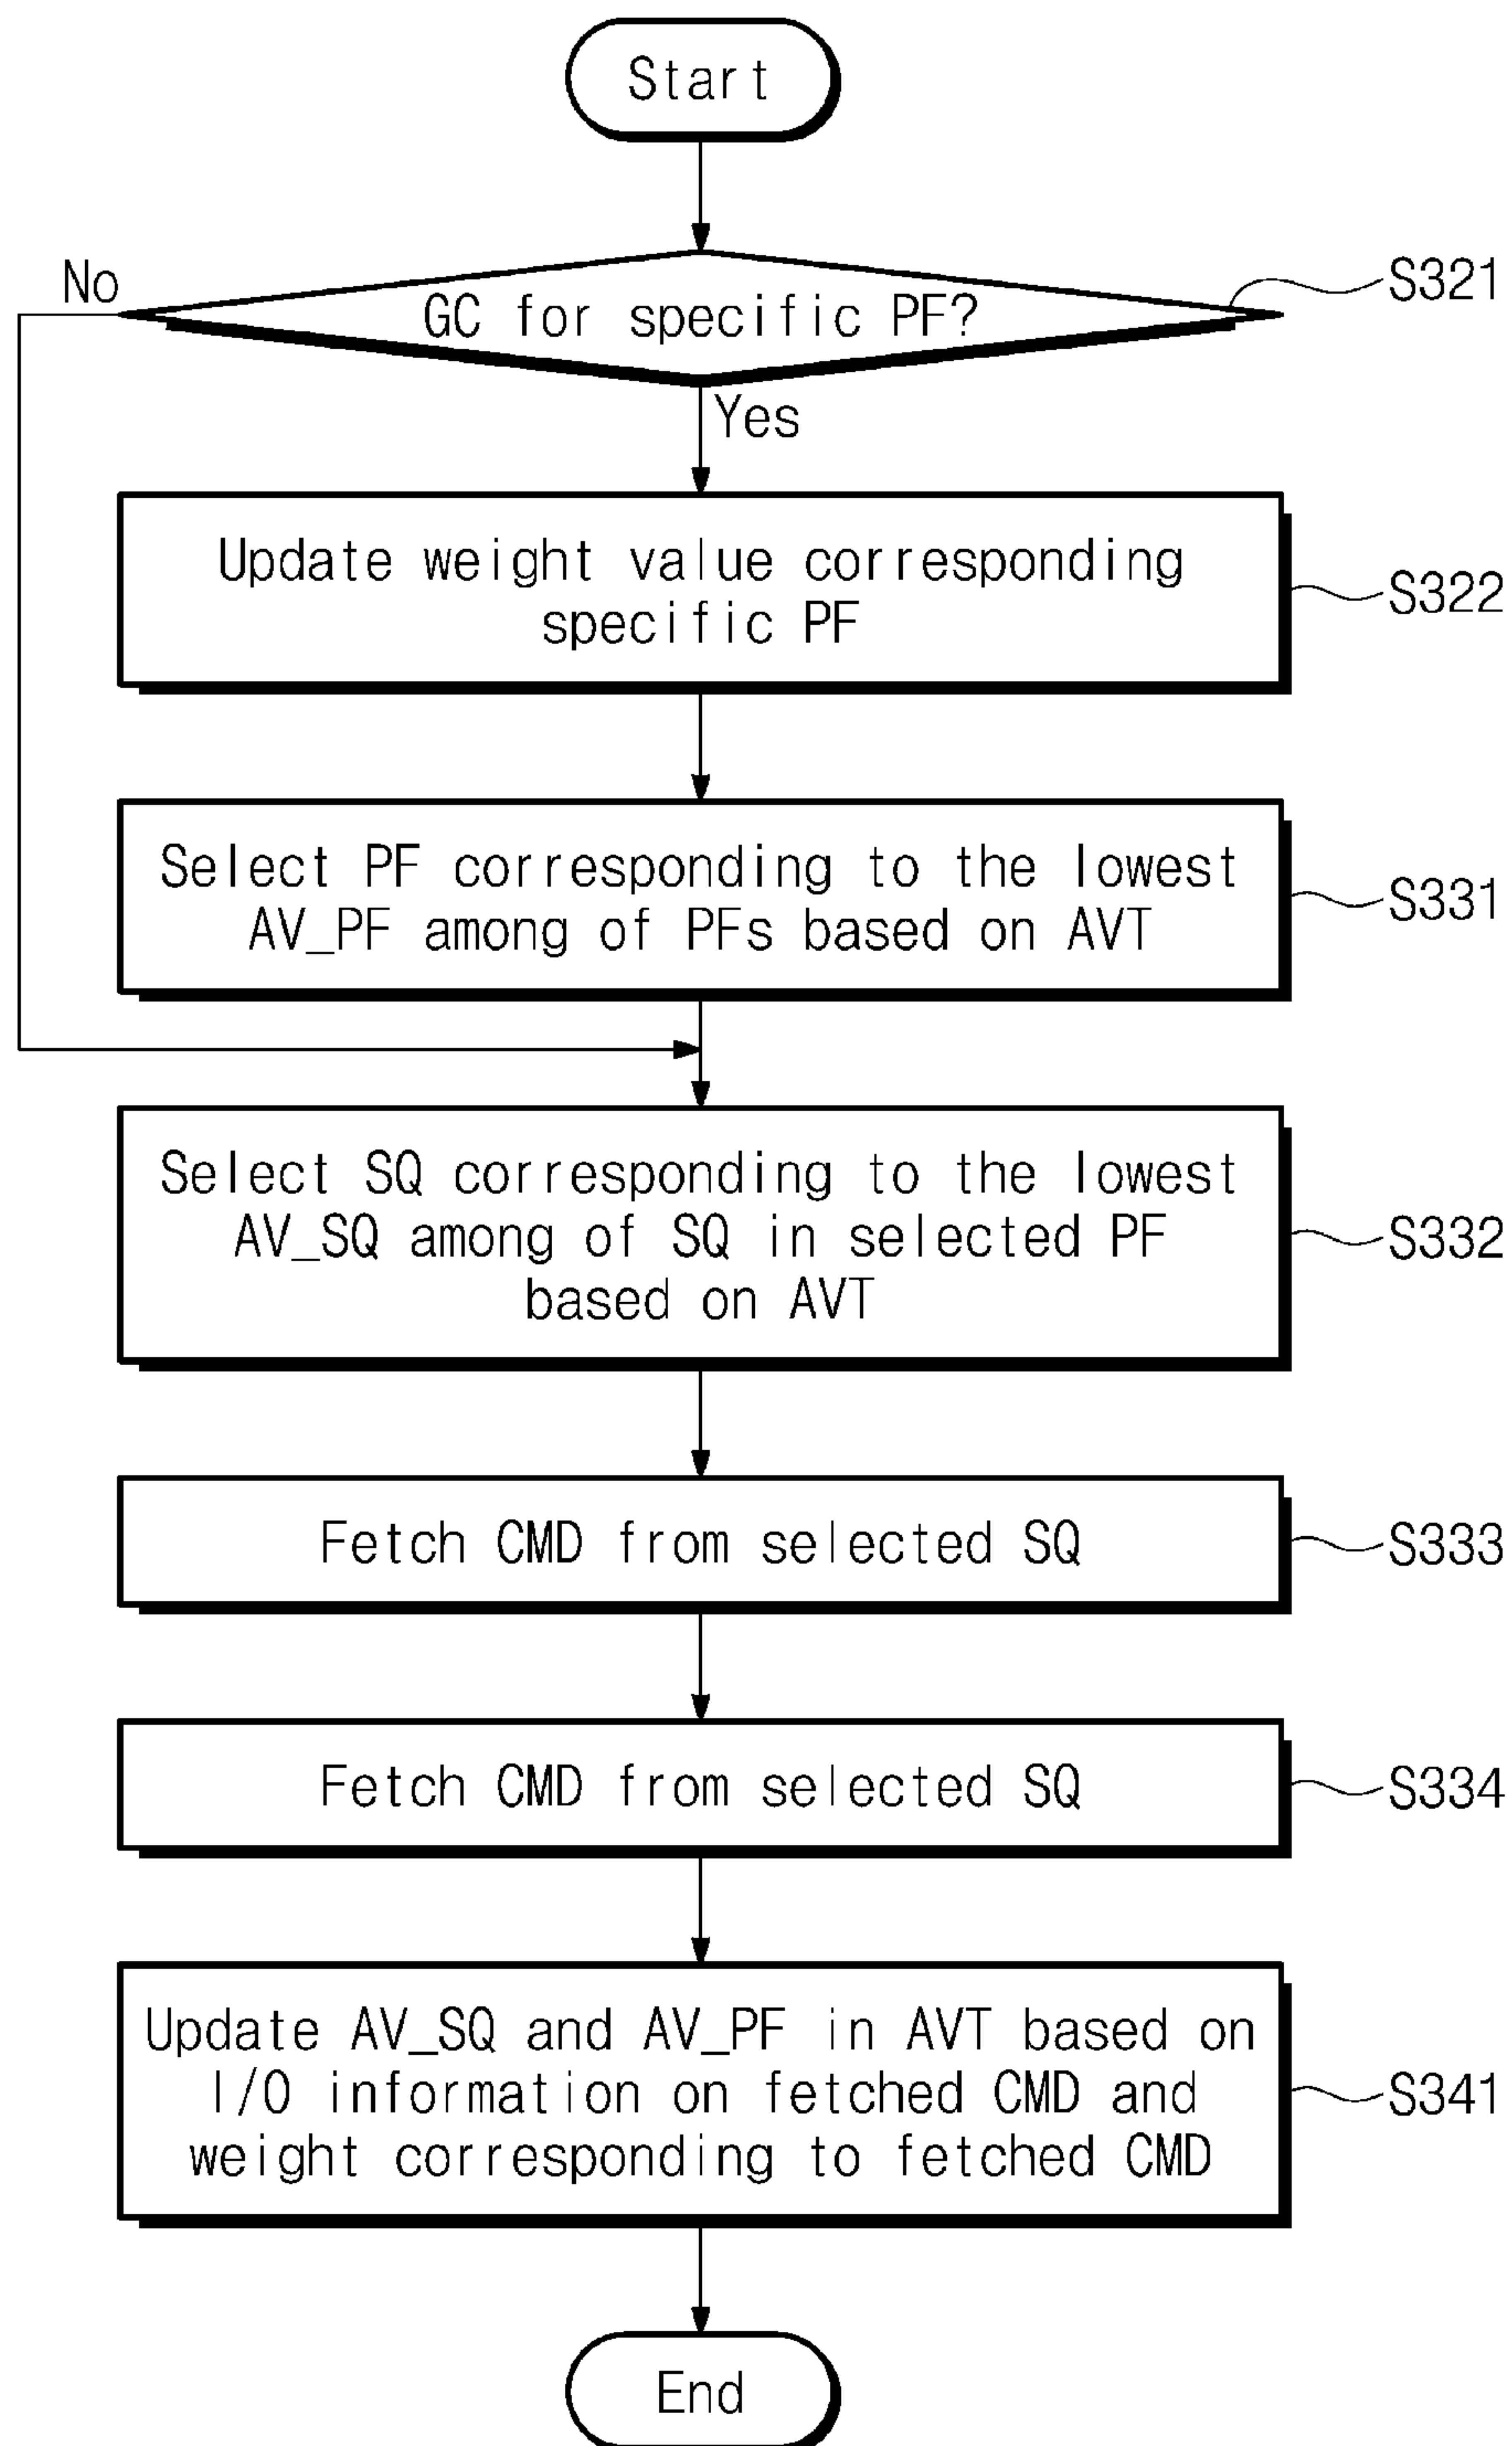 Start
No
GC for specific PF?
S321
Yes
Update weight value corresponding
specific PF
S322
Select PF corresponding to the lowest
AV_PF among of PFs based on AVT
S331
Select SQ corresponding to the lowest
AV_SQ among of SQ in selected PF
based on AVT
S332
Fetch CMD from selected SQ
S333
Fetch CMD from selected SQ
S334
Update AV_SQ and AV_PF in AVT based on
I/O information on fetched CMD and
weight corresponding to fetched CMD
S341
End